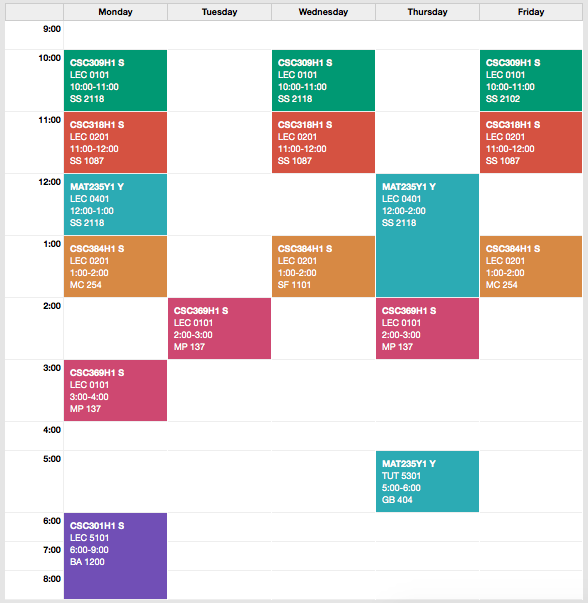 Monday Tuesday Wednesday Thursday Friday
9:00
10:00
CSC309H1 S
LEC 0101
10:00-11:00
SS 2118
CSC309H1 S
LEC 0101
10:00-11:00
SS 2118
CSC309H1 S
LEC 0101
10:00-11:00
SS 2102
11:00
CSC318H1 S
LEC 0201
11:00-12:00
SS 1087
CSC318H1 S
LEC 0201
11:00-12:00
SS 1087
CSC318H1 S
LEC 0201
11:00-12:00
SS 1087
12:00
MAT235Y1 Y
LEC 0401
12:00-1:00
SS 2118
MAT235Y1 Y
LEC 0401
12:00-2:00
SS 2118
1:00
CSC384H1 S
LEC 0201
1:00-2:00
MC 254
CSC384H1 S
LEC 0201
1:00-2:00
SF 1101
CSC384H1 S
LEC 0201
1:00-2:00
MC 254
2:00
CSC369H1 S
LEC 0101
2:00-3:00
MP 137
CSC369H1 S
LEC 0101
2:00-3:00
MP 137
3:00
CSC369H1 S
LEC 0101
3:00-4:00
MP 137
4:00
5:00
MAT235Y1 Y
TUT 5301
5:00-6:00
GB 404
6:00
CSC301H1 S
LEC 5101
6:00-9:00
BA 1200
7:00
8:00